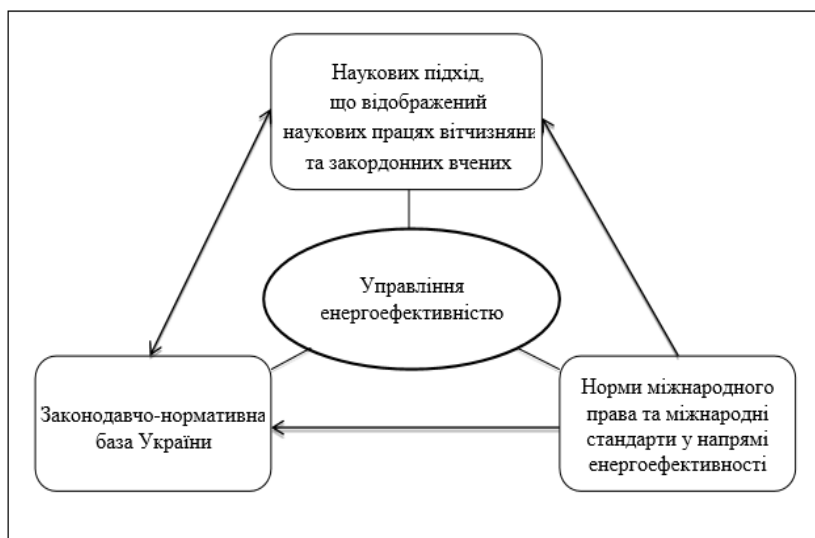 Наукових підхід,
що відображений
наукових працях вітчизняни
та закордонних вчених
Управління
енергоефективністю
Законодавчо-нормативна
база України
Норми міжнародного
права та міжнародні
стандарти у напрямі
енергоефективності